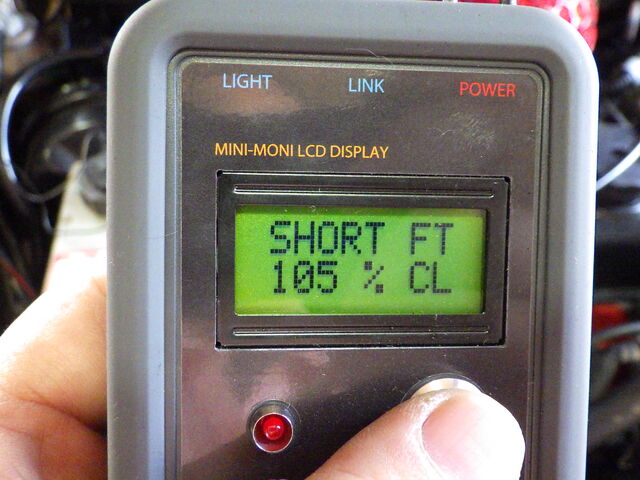 LIGHT LINK POWER
MINI-MONI LCD DISPLAY
SHORT FT
105 % CL